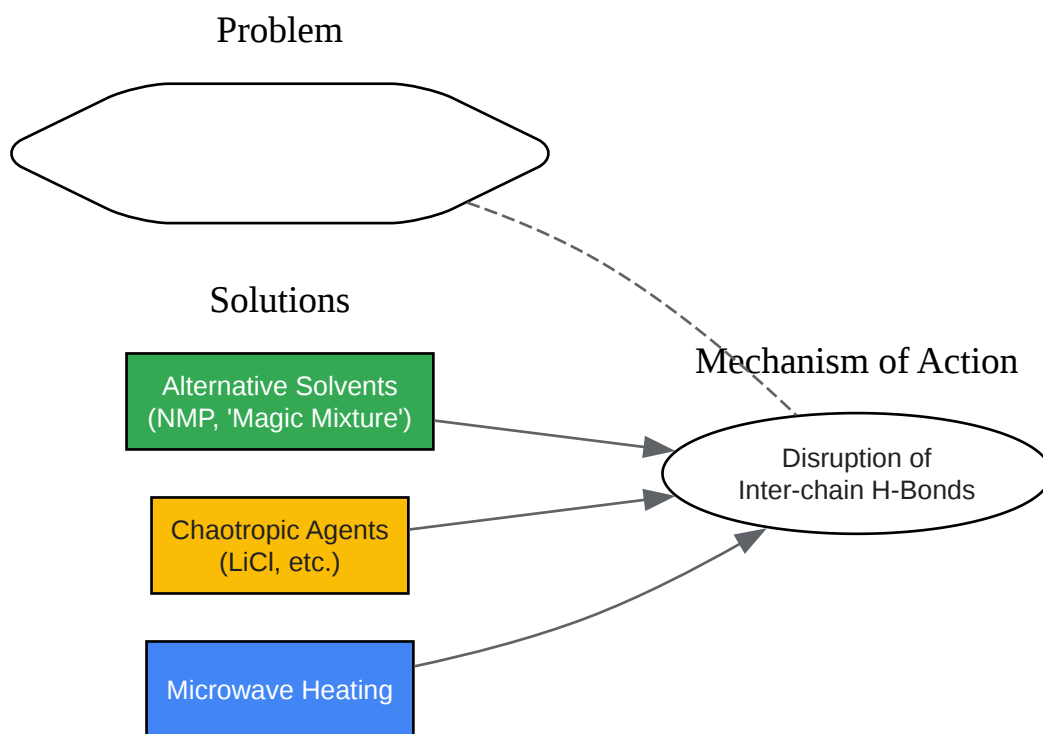 Problem
Solutions
Mechanism of Action
Alternative Solvents
(NMP, 'Magic Mixture')
Disruption of
Inter-chain H-Bonds
Chaotropic Agents
(LiCl, etc.)
Microwave Heating